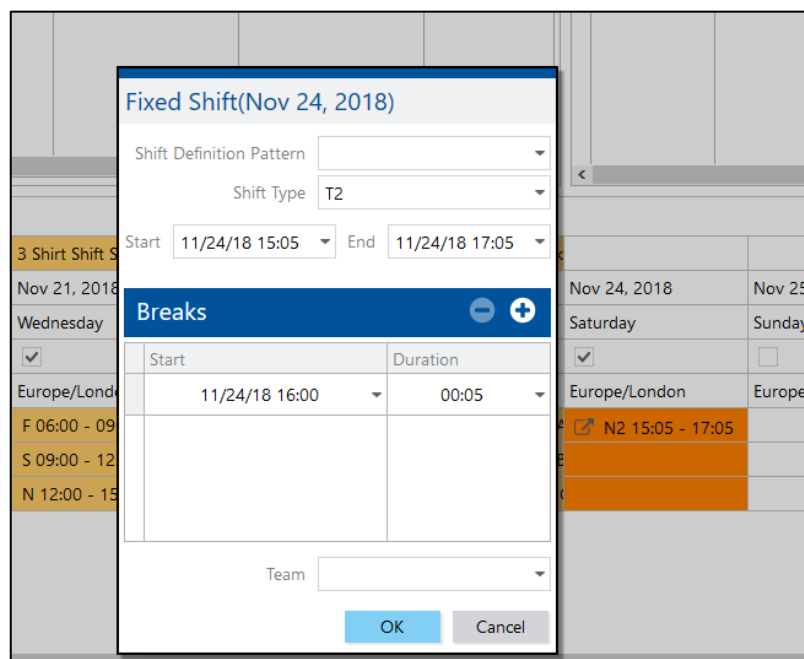 Fixed Shift(Nov 24, 2018)
Shift Definition Pattern
Shift Type T2
Start 11/24/18 15:05 End 11/24/18 17:05
Breaks
Start Duration
11/24/18 16:00 00:05
Team
OK Cancel
3 Shirt Shift
Nov 21, 2018 Nov 24, 2018 Nov 25
Wednesday Saturday Sunday
Europe/London Europe
F 06:00 - 09 N2 15:05 - 17:05
S 09:00 - 12
N 12:00 - 15